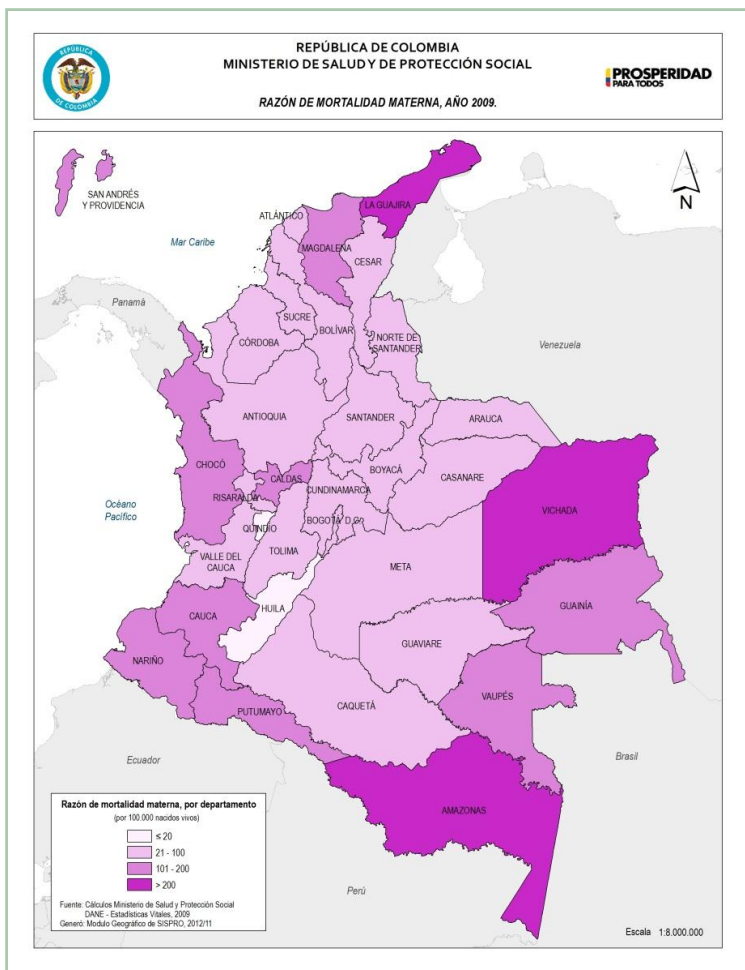 REPÚBLICA DE COLOMBIA
MINISTERIO DE SALUD Y DE PROTECCIÓN SOCIAL
RAZÓN DE MORTALIDAD MATERNA, AÑO 2009.
REPÚBLICA
DE COLOMBIA
PROSPERIDAD
PARA TODOS
SAN ANDRÉS
Y PROVIDENCIA
Mar Caribe
ATLÁNTICO
LA GUAJIRA
MAGDALENA
CESAR
N
Panamá
SUCRE
BOLÍVAR
CÓRDOBA
NORTE DE
SANTANDER
Venezuela
ANTIOQUIA
SANTANDER
ARAUCA
CHOCÓ
CALDAS
BOYACÁ
CASANARE
RISARALDA
CUNDINAMARCA
Océano
Pacífico
VICHADA
QUINDÍO
BOGOTÁ D.C.
VALLE DEL
CAUCA
TOLIMA
META
GUAINÍA
HUILA
CAUCA
GUAVIARE
NARIÑO
VAUPÉS
PUTUMAYO
CAQUETÁ
Ecuador
Brasil
AMAZONAS
Perú
Razón de mortalidad materna, por departamento
(por 100.000 nacidos vivos)
≤ 20
21 - 100
101 - 200
> 200
Fuente: Cálculos Ministerio de Salud y Protección Social
DANE - Estadísticas Vitales, 2009
Generó: Modulo Geográfico de SISPRO, 2012/11
Escala 1:8.000.000